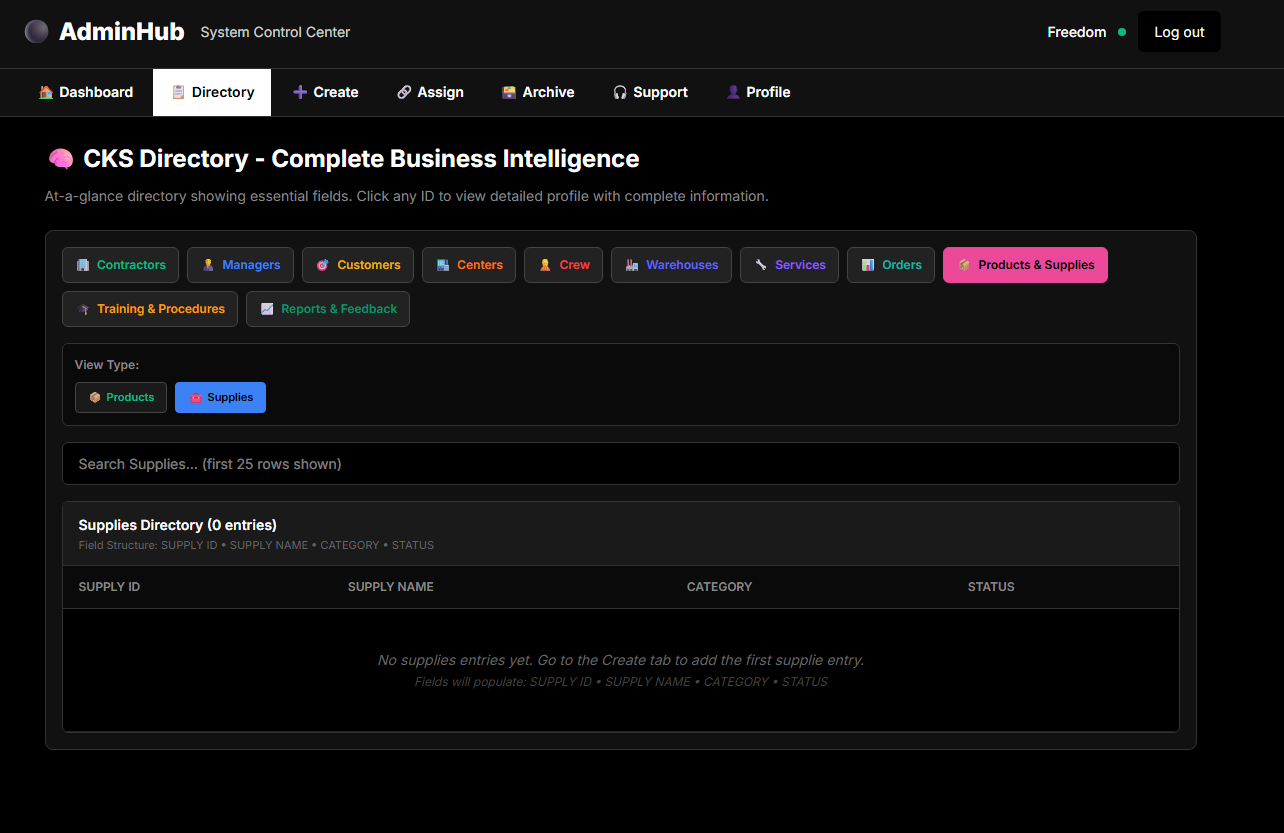 AdminHub System Control Center Freedom Log out
Dashboard Directory Create Assign Archive Support Profile
CKS Directory - Complete Business Intelligence
At-a-glance directory showing essential fields. Click any ID to view detailed profile with complete information.
Contractors Managers Customers Centers Crew Warehouses Services Orders Products & Supplies
Training & Procedures Reports & Feedback
View Type:
Products Supplies
Search Supplies... (first 25 rows shown)
Supplies Directory (0 entries)
Field Structure: SUPPLY ID • SUPPLY NAME • CATEGORY • STATUS
SUPPLY ID SUPPLY NAME CATEGORY STATUS
No supplies entries yet. Go to the Create tab to add the first supplie entry.
Fields will populate: SUPPLY ID • SUPPLY NAME • CATEGORY • STATUS